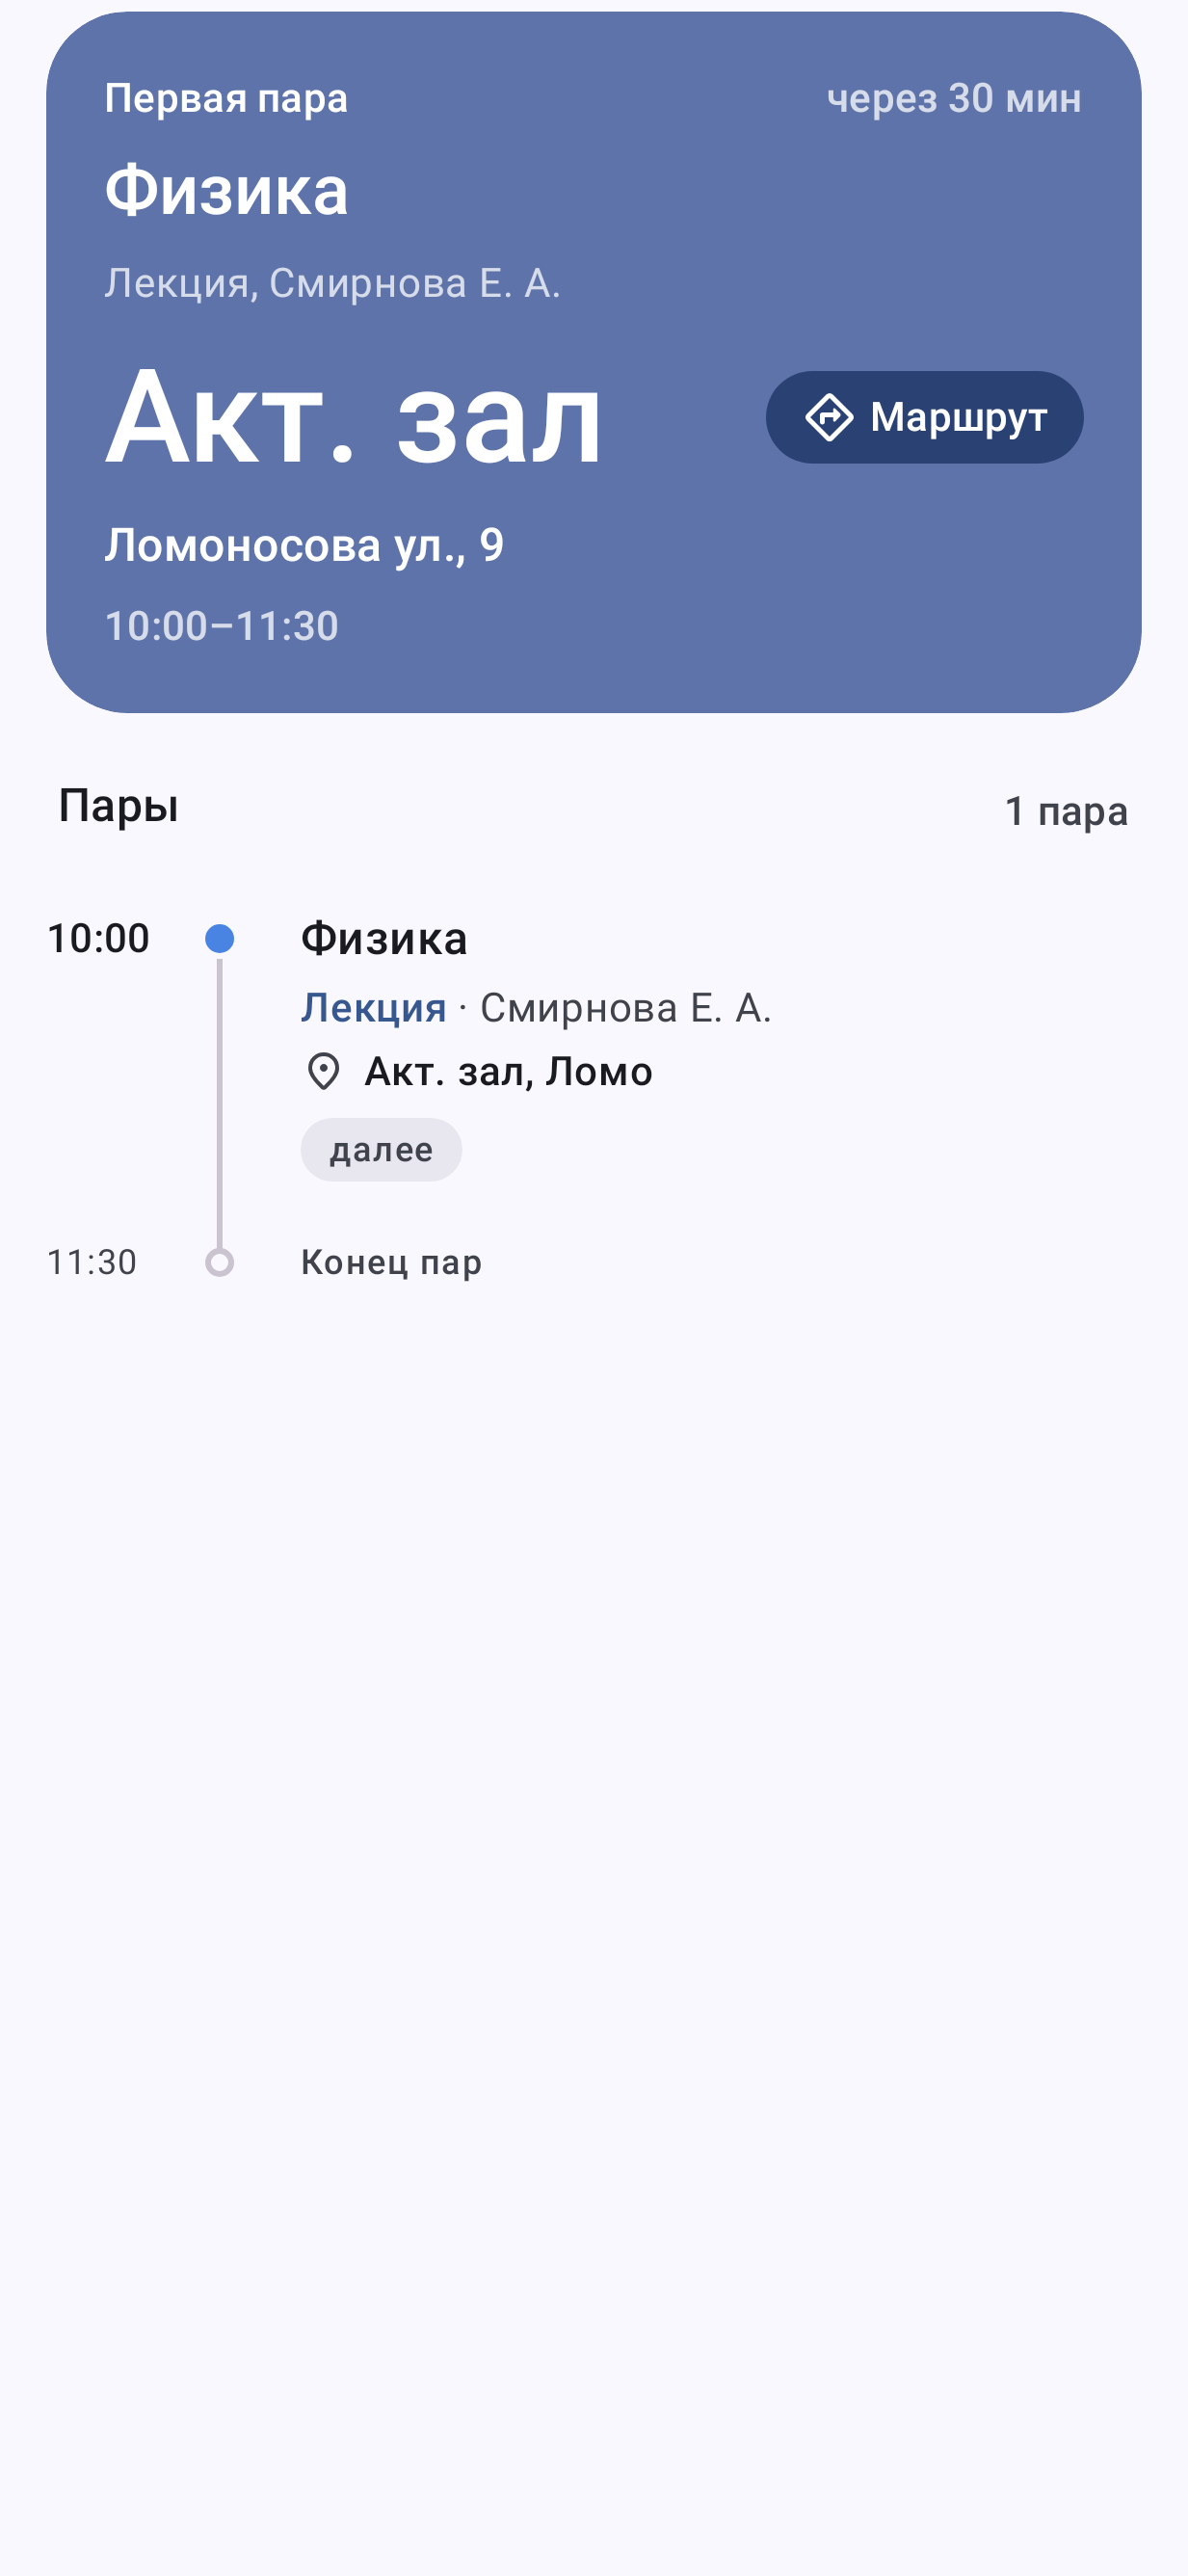 Первая пара
через 30 мин
Физика
Лекция, Смирнова Е. А.
Акт. зал
Маршрут
Ломоносова ул., 9
10:00–11:30
Пары
1 пара
10:00
Физика
Лекция · Смирнова Е. А.
Акт. зал, Ломо
далее
11:30
Конец пар